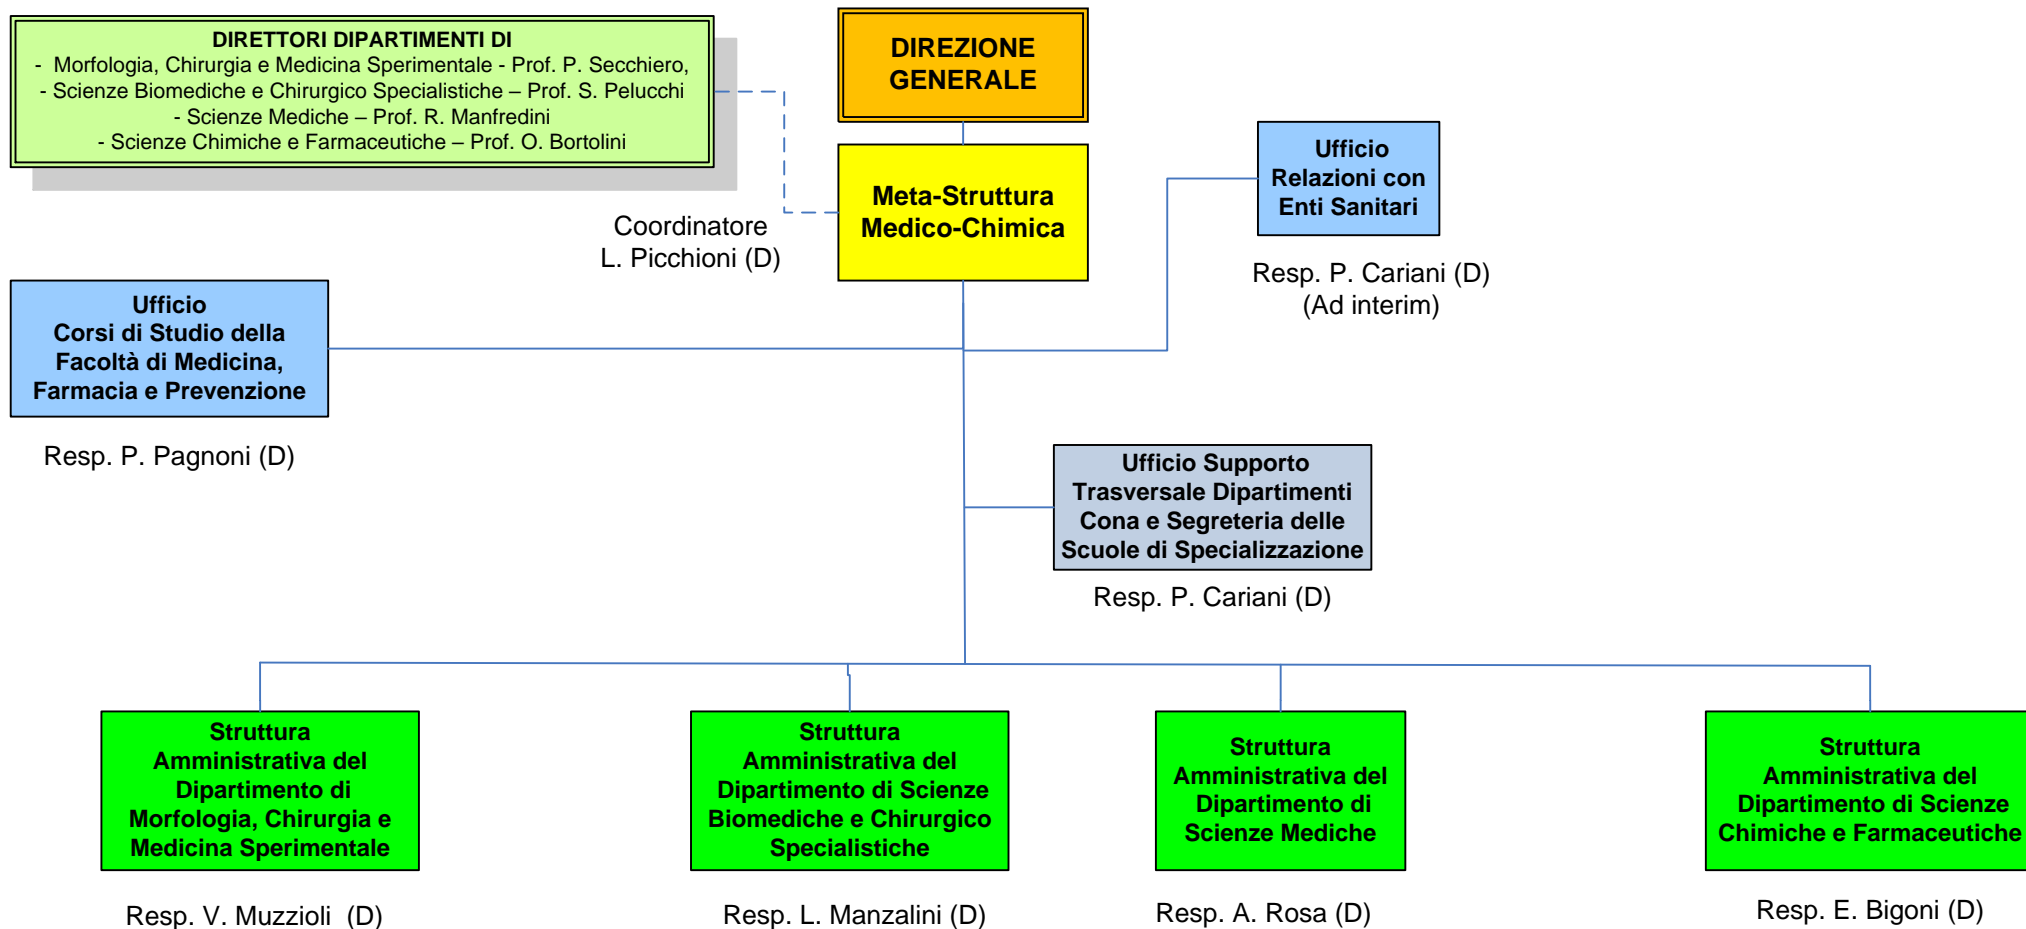 DIRETTORI DIPARTIMENTI DI
- Morfologia, Chirurgia e Medicina Sperimentale - Prof. P. Secchiero,
- Scienze Biomediche e Chirurgico Specialistiche – Prof. S. Pelucchi
- Scienze Mediche – Prof. R. Manfredini
- Scienze Chimiche e Farmaceutiche – Prof. O. Bortolini
DIREZIONE
GENERALE
Meta-Struttura
Medico-Chimica
Coordinatore
L. Picchioni (D)
Ufficio
Relazioni con
Enti Sanitari
Resp. P. Cariani (D)
(Ad interim)
Ufficio
Corsi di Studio della
Facoltà di Medicina,
Farmacia e Prevenzione
Resp. P. Pagnoni (D)
Ufficio Supporto
Trasversale Dipartimenti
Cona e Segreteria delle
Scuole di Specializzazione
Resp. P. Cariani (D)
Struttura
Amministrativa del
Dipartimento di
Morfologia, Chirurgia e
Medicina Sperimentale
Resp. V. Muzzioli (D)
Struttura
Amministrativa del
Dipartimento di Scienze
Biomediche e Chirurgico
Specialistiche
Resp. L. Manzalini (D)
Struttura
Amministrativa del
Dipartimento di
Scienze Mediche
Resp. A. Rosa (D)
Struttura
Amministrativa del
Dipartimento di Scienze
Chimiche e Farmaceutiche
Resp. E. Bigoni (D)